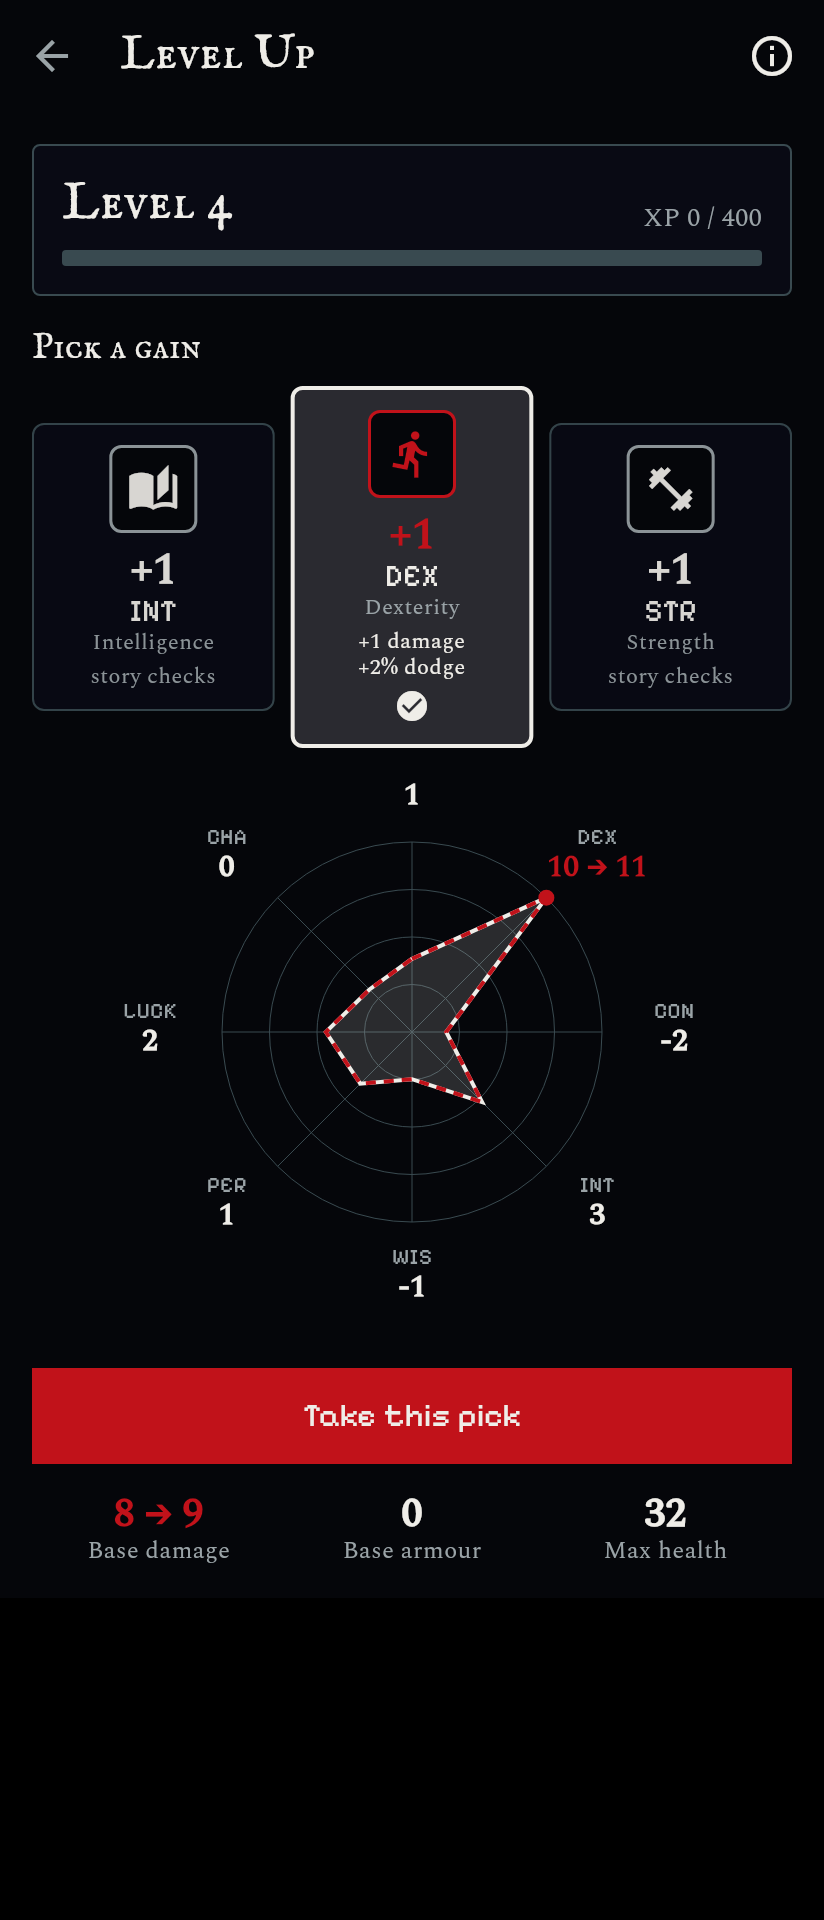 Level Up
Level 4
XP 0 / 400
Pick a gain
+1
INT
Intelligence
story checks
+1
DEX
Dexterity
+1 damage
+2% dodge
+1
STR
Strength
story checks
1
CHA
0
DEX
10 → 11
LUCK
2
CON
-2
PER
1
INT
3
WIS
-1
Take this pick
8 → 9
Base damage
0
Base armour
32
Max health